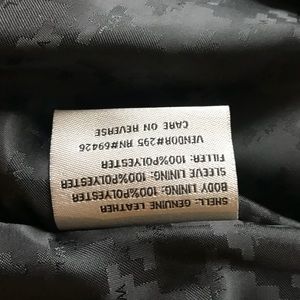 SHELL: GENUINE LEATHER
BODY LINING: 100%POLYESTER
SLEEVE LINING: 100%POLYESTER
FILLER: 100%POLYESTER
VENDOR#295 RN#69426
CARE ON REVERSE